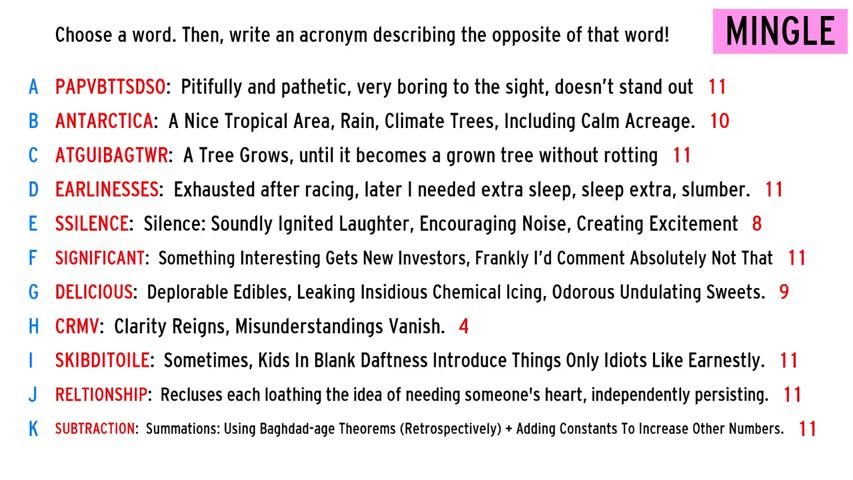 Choose a word. Then, write an acronym describing the opposite of that word!
MINGLE
A PAPVBTTSDSO: Pitifully and pathetic, very boring to the sight, doesn't stand out 11
B ANTARCTICA: A Nice Tropical Area, Rain, Climate Trees, Including Calm Acreage. 10
C ATGUIBAGTWR: A Tree Grows, until it becomes a grown tree without rotting 11
D EARLINESSES: Exhausted after racing, later I needed extra sleep, sleep extra, slumber. 11
E SSILENCE: Silence: Soundly Ignited Laughter, Encouraging Noise, Creating Excitement 8
F SIGNIFICANT: Something Interesting Gets New Investors, Frankly I'd Comment Absolutely Not That 11
G DELICIOUS: Deplorable Edibles, Leaking Insidious Chemical Icing, Odorous Undulating Sweets. 9
H CRMV: Clarity Reigns, Misunderstandings Vanish. 4
I SKIBDITOILE: Sometimes, Kids In Blank Daftness Introduce Things Only Idiots Like Earnestly. 11
J RELTIONSHIP: Recluses each loathing the idea of needing someone's heart, independently persisting. 11
K SUBTRACTION: Summations: Using Baghdad-age Theorems (Retrospectively) + Adding Constants To Increase Other Numbers. 11